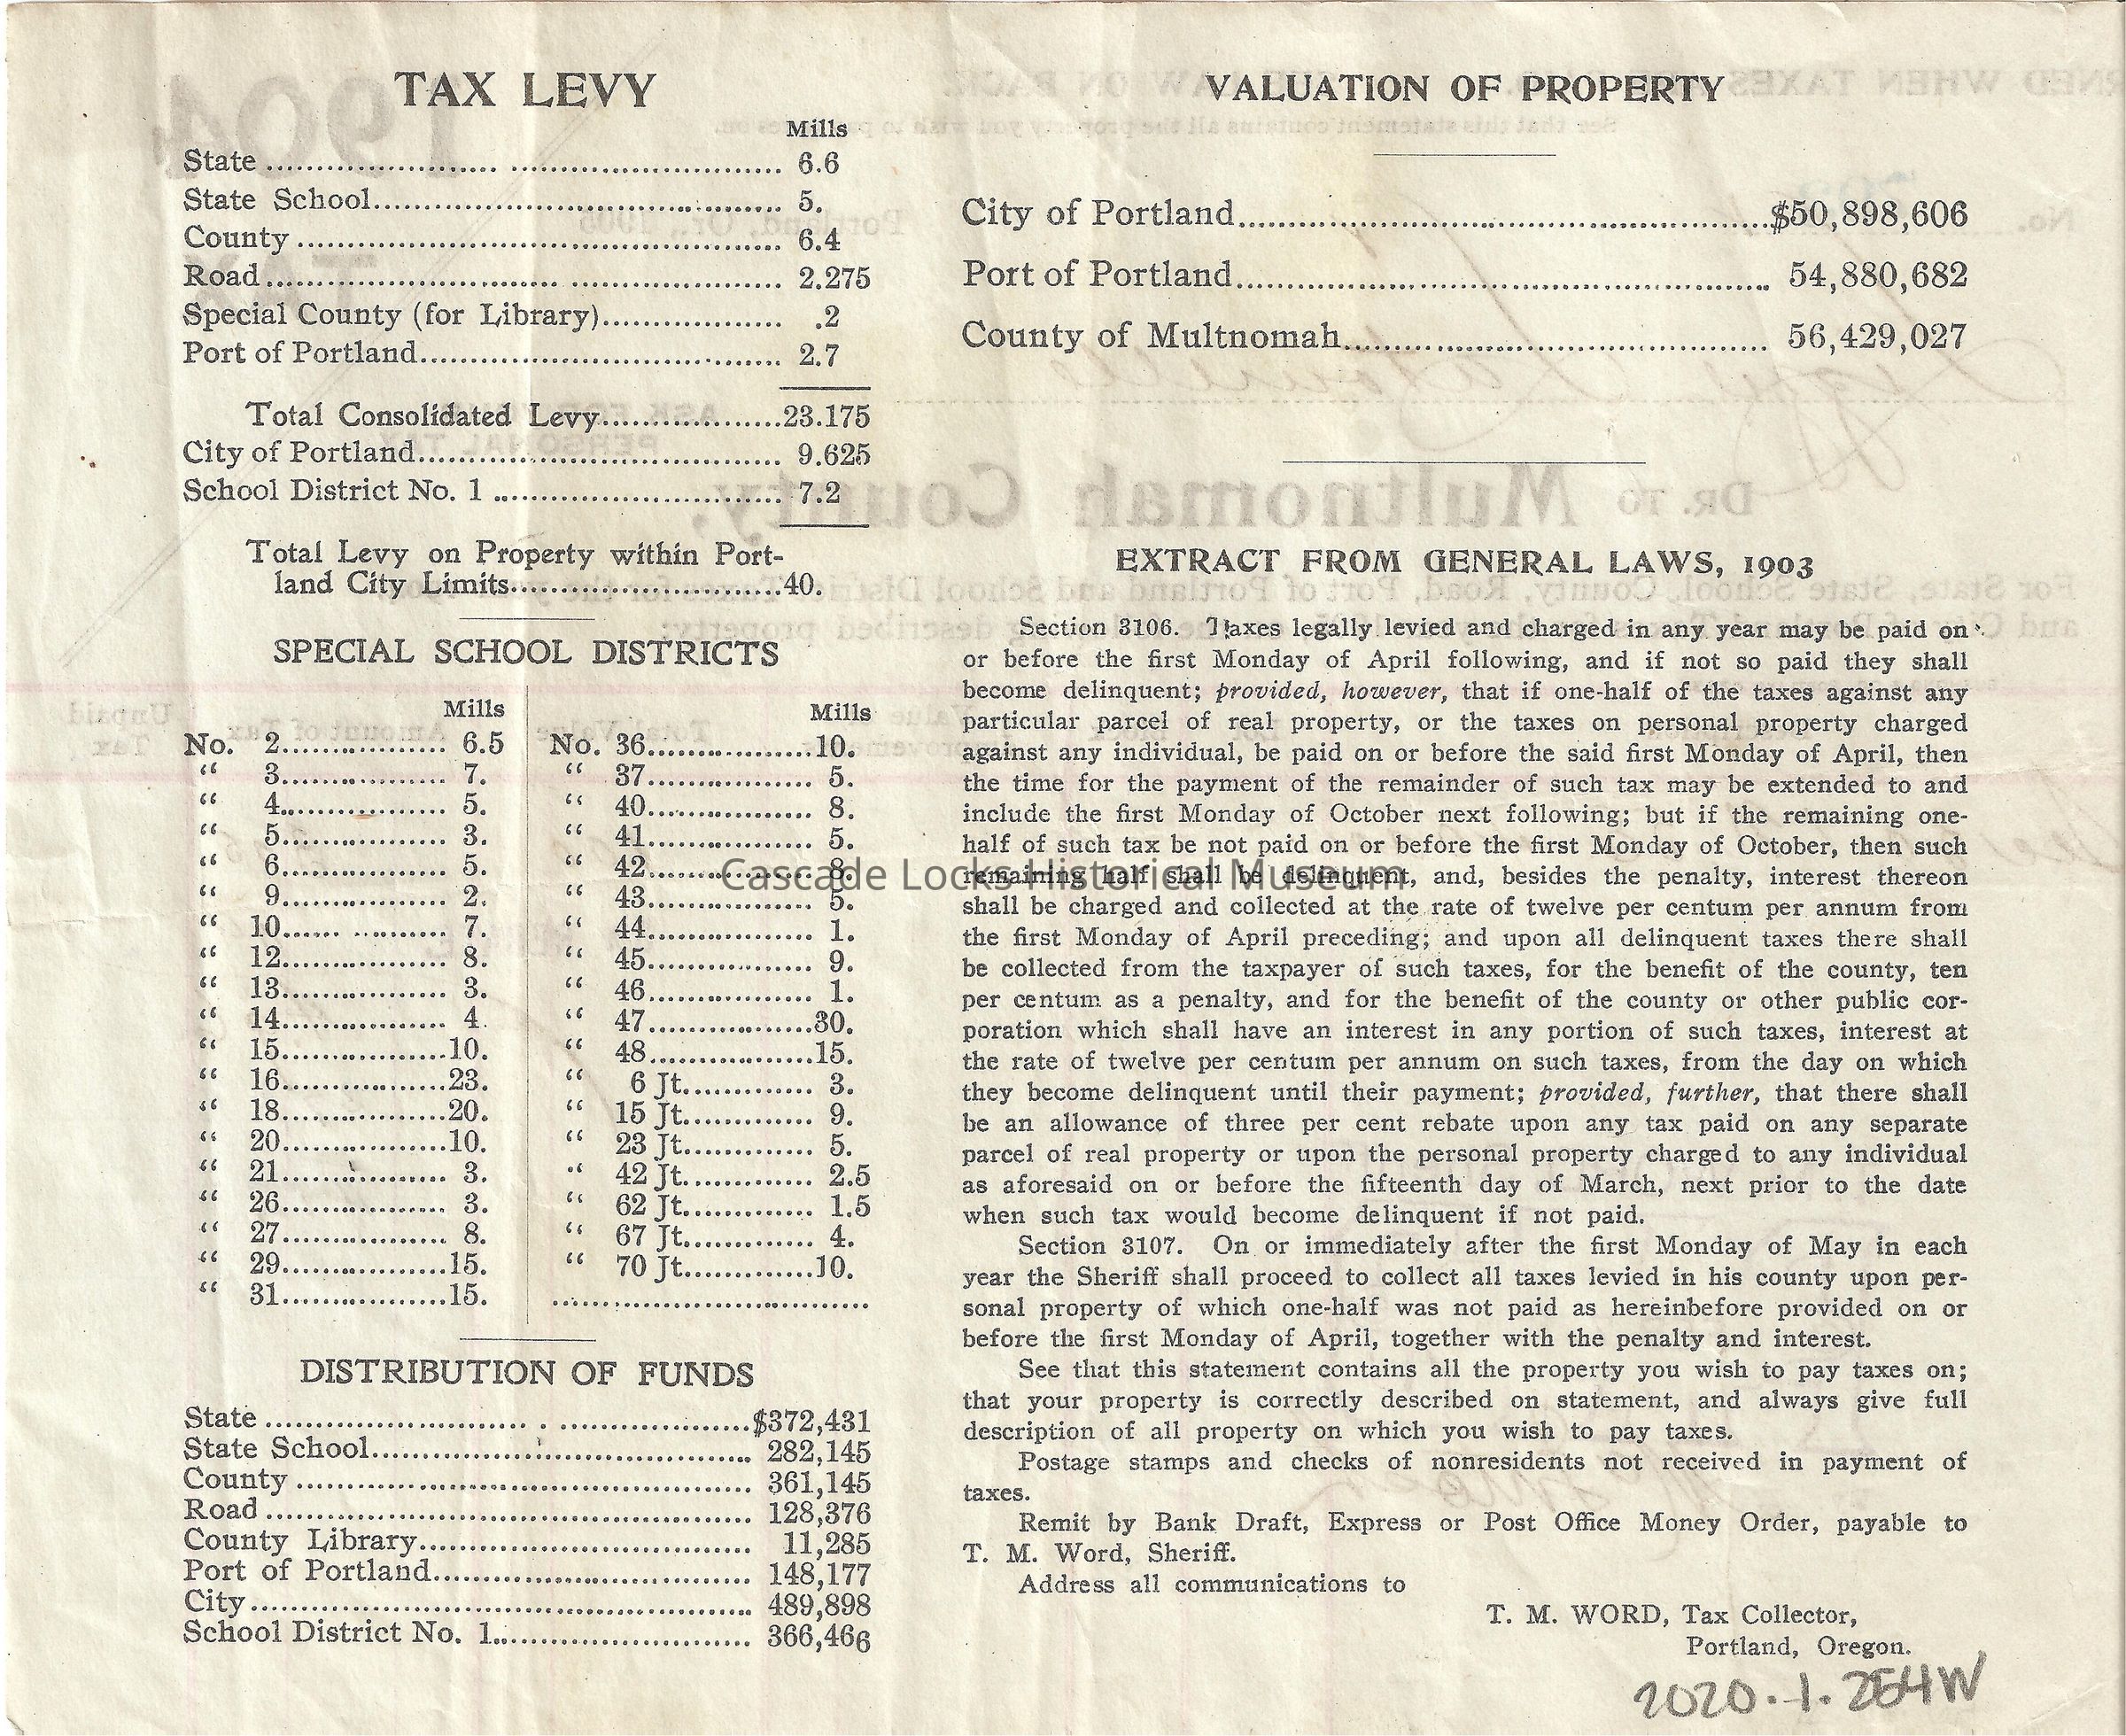 TAX LEVY
Mills
State ........ 6.6
State School........ 5.
County ........ 6.4
Road ........ 2.275
Special County (for Library)........ .2
Port of Portland........ 2.7
Total Consolidated Levy........23.175
City of Portland........ 9.625
School District No. 1 ........ 7.2
Total Levy on Property within Port-
land City Limits........40.
SPECIAL SCHOOL DISTRICTS
Mills
No. 2........ 6.5
“ 3........ 7.
“ 4........ 5.
“ 5........ 3.
“ 6........ 5.
“ 9........ 2.
“ 10........ 7.
“ 12........ 8.
“ 13........ 3.
“ 14........ 4.
“ 15........10.
“ 16........23.
“ 18........20.
“ 20........10.
“ 21........ 3.
“ 26........ 3.
“ 27........ 8.
“ 29........15.
“ 31........15.
Mills
No. 36........10.
“ 37........ 5.
“ 40........ 8.
“ 41........ 5.
“ 42........ 8.
“ 43........ 5.
“ 44........ 1.
“ 45........ 9.
“ 46........ 1.
“ 47........30.
“ 48........15.
“ 6 Jt........ 3.
“ 15 Jt........ 9.
“ 23 Jt........ 5.
“ 42 Jt........ 2.5
“ 62 Jt........ 1.5
“ 67 Jt........ 4.
“ 70 Jt........10.
DISTRIBUTION OF FUNDS
State ........$372,431
State School........ 282,145
County ........ 361,145
Road ........ 128,376
County Library........ 11,285
Port of Portland........ 148,177
City........ 489,898
School District No. 1........ 366,466
VALUATION OF PROPERTY
City of Portland........$50,898,606
Port of Portland........ 54,880,682
County of Multnomah........ 56,429,027
EXTRACT FROM GENERAL LAWS, 1903
Section 3106. Taxes legally levied and charged in any year may be paid on
or before the first Monday of April following, and if not so paid they shall
become delinquent; provided, however, that if one-half of the taxes against any
particular parcel of real property, or the taxes on personal property charged
against any individual, be paid on or before the said first Monday of April, then
the time for the payment of the remainder of such tax may be extended to and
include the first Monday of October next following; but if the remaining one-
half of such tax be not paid on or before the first Monday of October, then such
remaining half shall be delinquent, and, besides the penalty, interest thereon
shall be charged and collected at the rate of twelve per centum per annum from
the first Monday of April preceding; and upon all delinquent taxes there shall
be collected from the taxpayer of such taxes, for the benefit of the county, ten
per centum as a penalty, and for the benefit of the county or other public cor-
poration which shall have an interest in any portion of such taxes, interest at
the rate of twelve per centum per annum on such taxes, from the day on which
they become delinquent until their payment; provided, further, that there shall
be an allowance of three per cent rebate upon any tax paid on any separate
parcel of real property or upon the personal property charged to any individual
as aforesaid on or before the fifteenth day of March, next prior to the date
when such tax would become delinquent if not paid.
Section 3107. On or immediately after the first Monday of May in each
year the Sheriff shall proceed to collect all taxes levied in his county upon per-
sonal property of which one-half was not paid as hereinbefore provided on or
before the first Monday of April, together with the penalty and interest.
See that this statement contains all the property you wish to pay taxes on;
that your property is correctly described on statement, and always give full
description of all property on which you wish to pay taxes.
Postage stamps and checks of nonresidents not received in payment of
taxes.
Remit by Bank Draft, Express or Post Office Money Order, payable to
T. M. Word, Sheriff.
Address all communications to
T. M. WORD, Tax Collector,
Portland, Oregon.
2020.1.264W
Cascade Locks Historical Museum